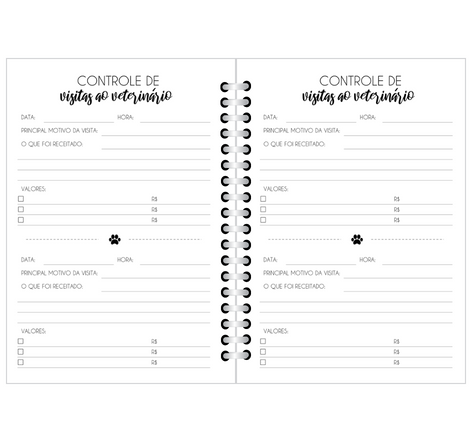 CONTROLE DE
visitas ao veterinário
DATA: HORA:
PRINCIPAL MOTIVO DA VISITA:
O QUE FOI RECEITADO:
VALORES:
R$
R$
R$
DATA: HORA:
PRINCIPAL MOTIVO DA VISITA:
O QUE FOI RECEITADO:
VALORES:
R$
R$
R$
CONTROLE DE
visitas ao veterinário
DATA: HORA:
PRINCIPAL MOTIVO DA VISITA:
O QUE FOI RECEITADO:
VALORES:
R$
R$
R$
DATA: HORA:
PRINCIPAL MOTIVO DA VISITA:
O QUE FOI RECEITADO:
VALORES:
R$
R$
R$